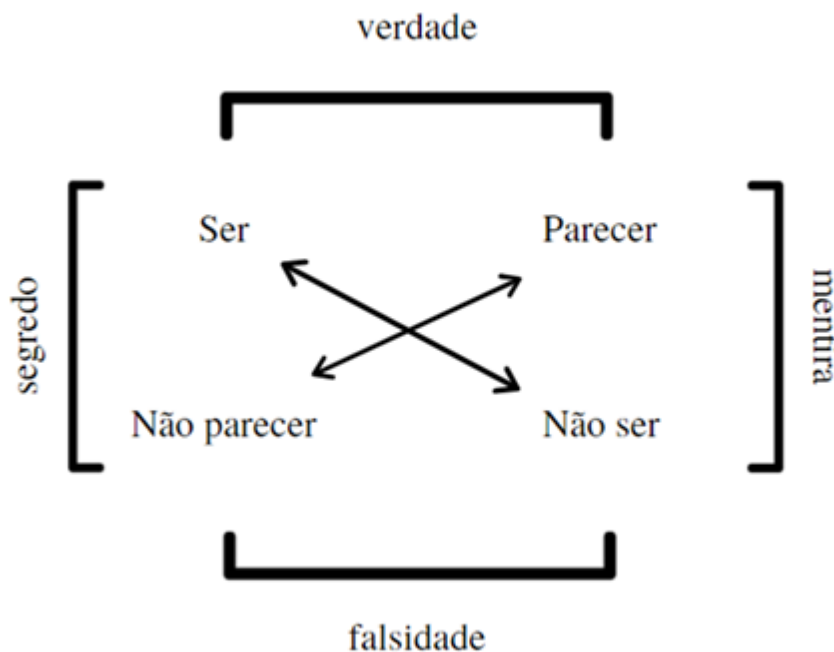 verdade
Ser
Parecer
segredo
mentira
Não parecer
Não ser
falsidade